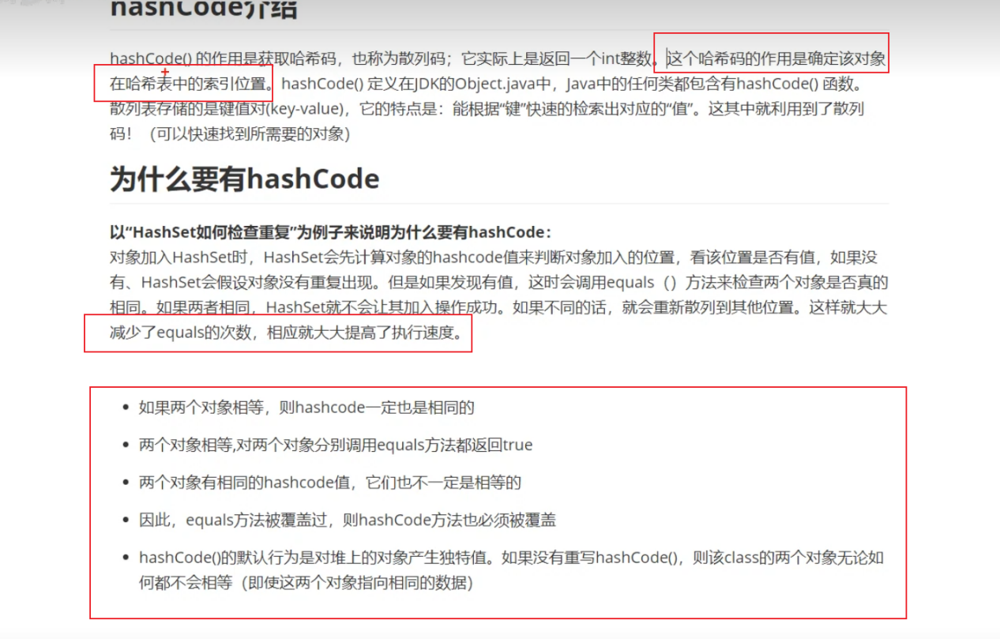 hashCode介绍
hashCode() 的作用是获取哈希码，也称为散列码；它实际上是返回一个int整数。这个哈希码的作用是确定该对象
在哈希表中的索引位置。hashCode() 定义在JDK的Object.java中，Java中的任何类都包含有hashCode() 函数。
散列表存储的是键值对(key-value)，它的特点是：能根据“键”快速的检索出对应的“值”。这其中就利用到了散列
码！（可以快速找到所需要的对象）
为什么要有hashCode
以“HashSet如何检查重复”为例子来说明为什么要有hashCode：
对象加入HashSet时，HashSet会先计算对象的hashcode值来判断对象加入的位置，看该位置是否有值，如果没
有、HashSet会假设对象没有重复出现。但是如果发现有值，这时会调用equals（）方法来检查两个对象是否真的
相同。如果两者相同，HashSet就不会让其加入操作成功。如果不同的话，就会重新散列到其他位置。这样就大大
减少了equals的次数，相应就大大提高了执行速度。
• 如果两个对象相等，则hashcode一定也是相同的
• 两个对象相等,对两个对象分别调用equals方法都返回true
• 两个对象有相同的hashcode值，它们也不一定是相等的
• 因此，equals方法被覆盖过，则hashCode方法也必须被覆盖
• hashCode()的默认行为是对堆上的对象产生独特值。如果没有重写hashCode()，则该class的两个对象无论如
何都不会相等（即使这两个对象指向相同的数据）